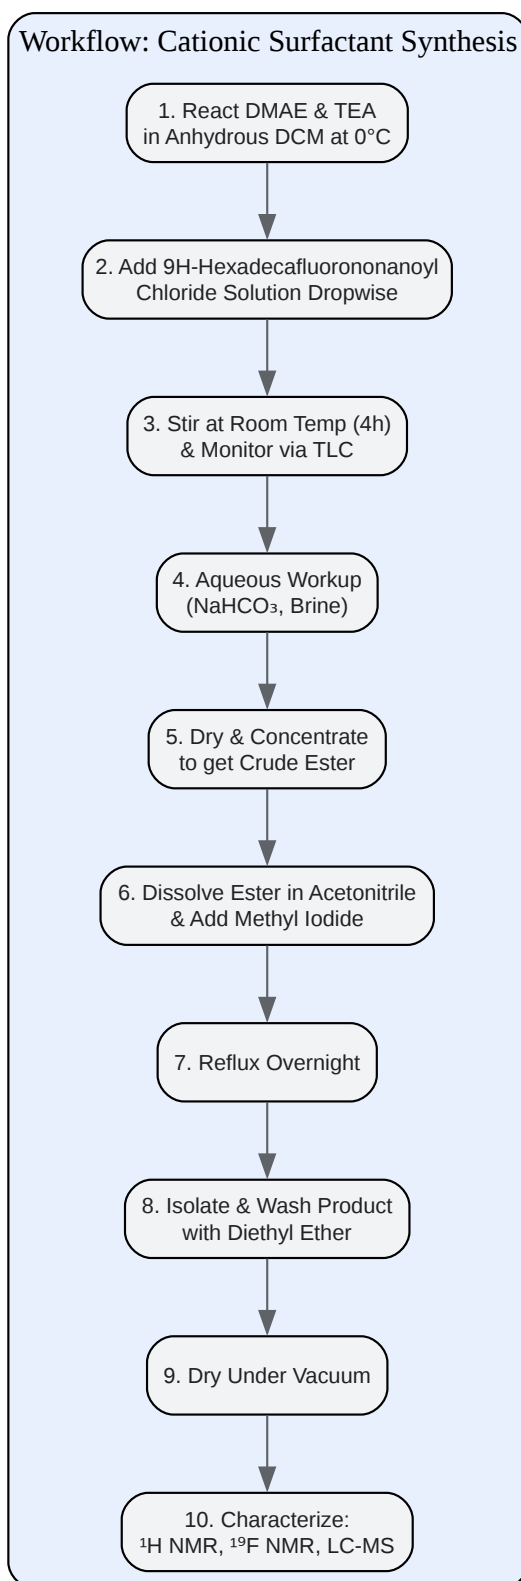 Workflow: Cationic Surfactant Synthesis
1. React DMAE & TEA
in Anhydrous DCM at 0°C
2. Add 9H-Hexadecafluorononanoyl
Chloride Solution Dropwise
3. Stir at Room Temp (4h)
& Monitor via TLC
4. Aqueous Workup
(NaHCO₃, Brine)
5. Dry & Concentrate
to get Crude Ester
6. Dissolve Ester in Acetonitrile
& Add Methyl Iodide
7. Reflux Overnight
8. Isolate & Wash Product
with Diethyl Ether
9. Dry Under Vacuum
10. Characterize:
¹H NMR, ¹⁹F NMR, LC-MS